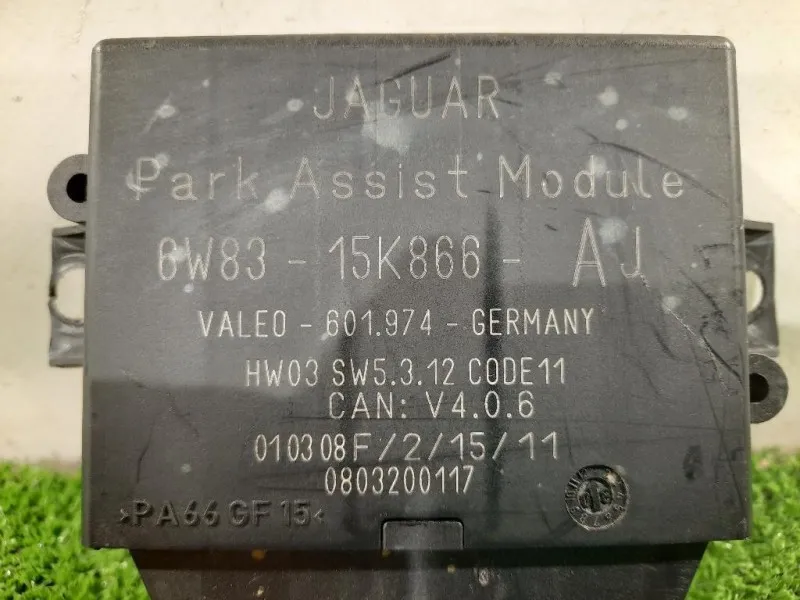 JAGUAR
Park Assist Module
6W83 - 15K866 - AJ
VALEO - 601.974 - GERMANY
HW03 SW5.3.12 CODE11
CAN: V4.0.6
010308F/2/15/11
0803200117
>PA66 GF15<